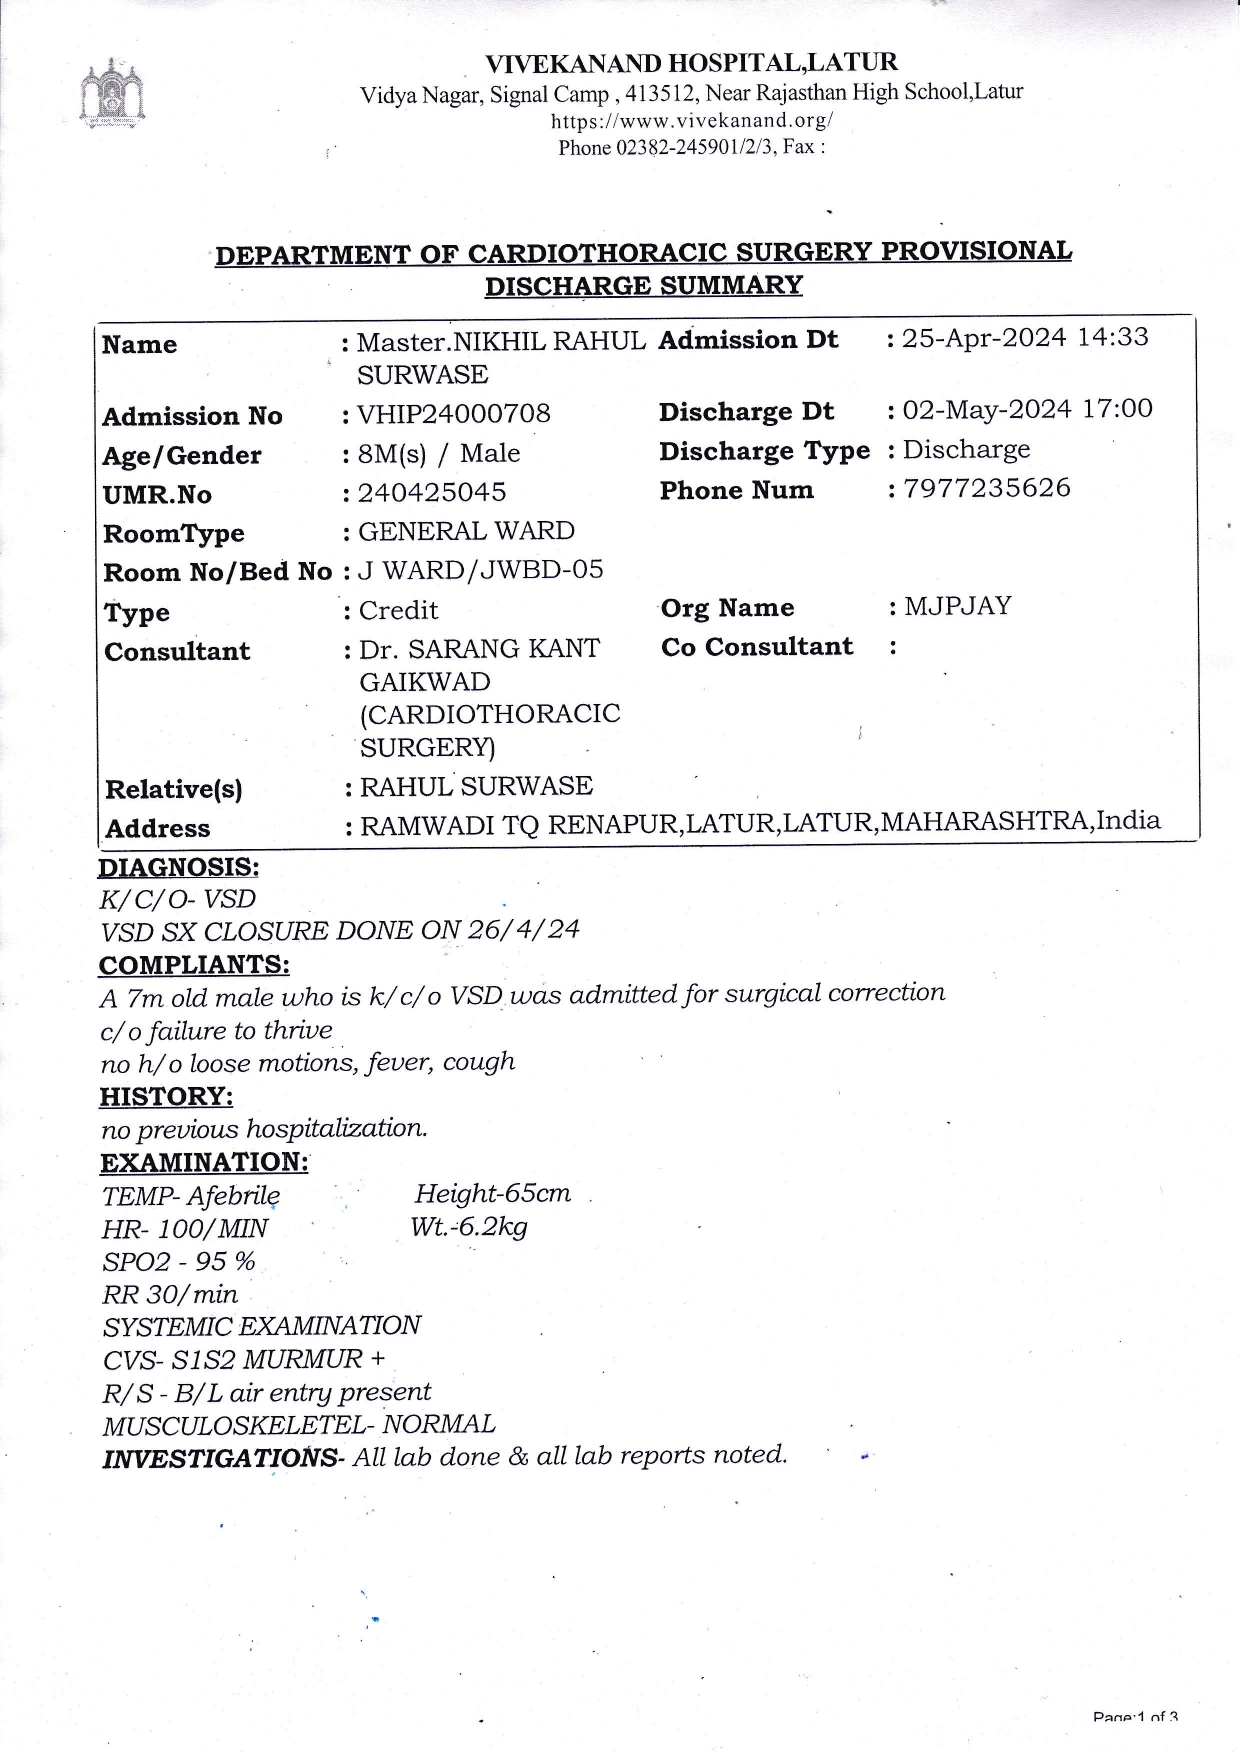 VIVEKANAND HOSPITAL,LATUR
Vidya Nagar, Signal Camp , 413512, Near Rajasthan High School,Latur
https://www.vivekanand.org/
Phone 02382-245901/2/3, Fax :
DEPARTMENT OF CARDIOTHORACIC SURGERY PROVISIONAL
DISCHARGE SUMMARY
Name : Master.NIKHIL RAHUL Admission Dt : 25-Apr-2024 14:33
SURWASE
Admission No : VHIP24000708 Discharge Dt : 02-May-2024 17:00
Age/Gender : 8M(s) / Male Discharge Type : Discharge
UMR.No : 240425045 Phone Num : 7977235626
RoomType : GENERAL WARD
Room No/Bed No : J WARD/JWBD-05
Type : Credit Org Name : MJPJAY
Consultant : Dr. SARANG KANT Co Consultant :
GAIKWAD
(CARDIOTHORACIC
SURGERY)
Relative(s) : RAHUL SURWASE
Address : RAMWADI TQ RENAPUR,LATUR,LATUR,MAHARASHTRA,India
DIAGNOSIS:
K/C/O- VSD
VSD SX CLOSURE DONE ON 26/4/24
COMPLIANTS:
A 7m old male who is k/c/o VSD was admitted for surgical correction
c/o failure to thrive
no h/o loose motions, fever, cough
HISTORY:
no previous hospitalization.
EXAMINATION:
TEMP- Afebrile Height-65cm
HR- 100/MIN Wt.-6.2kg
SPO2 - 95 %
RR 30/min
SYSTEMIC EXAMINATION
CVS- S1S2 MURMUR +
R/S - B/L air entry present
MUSCULOSKELETEL- NORMAL
INVESTIGATIONS- All lab done & all lab reports noted.
Page:1 of 3